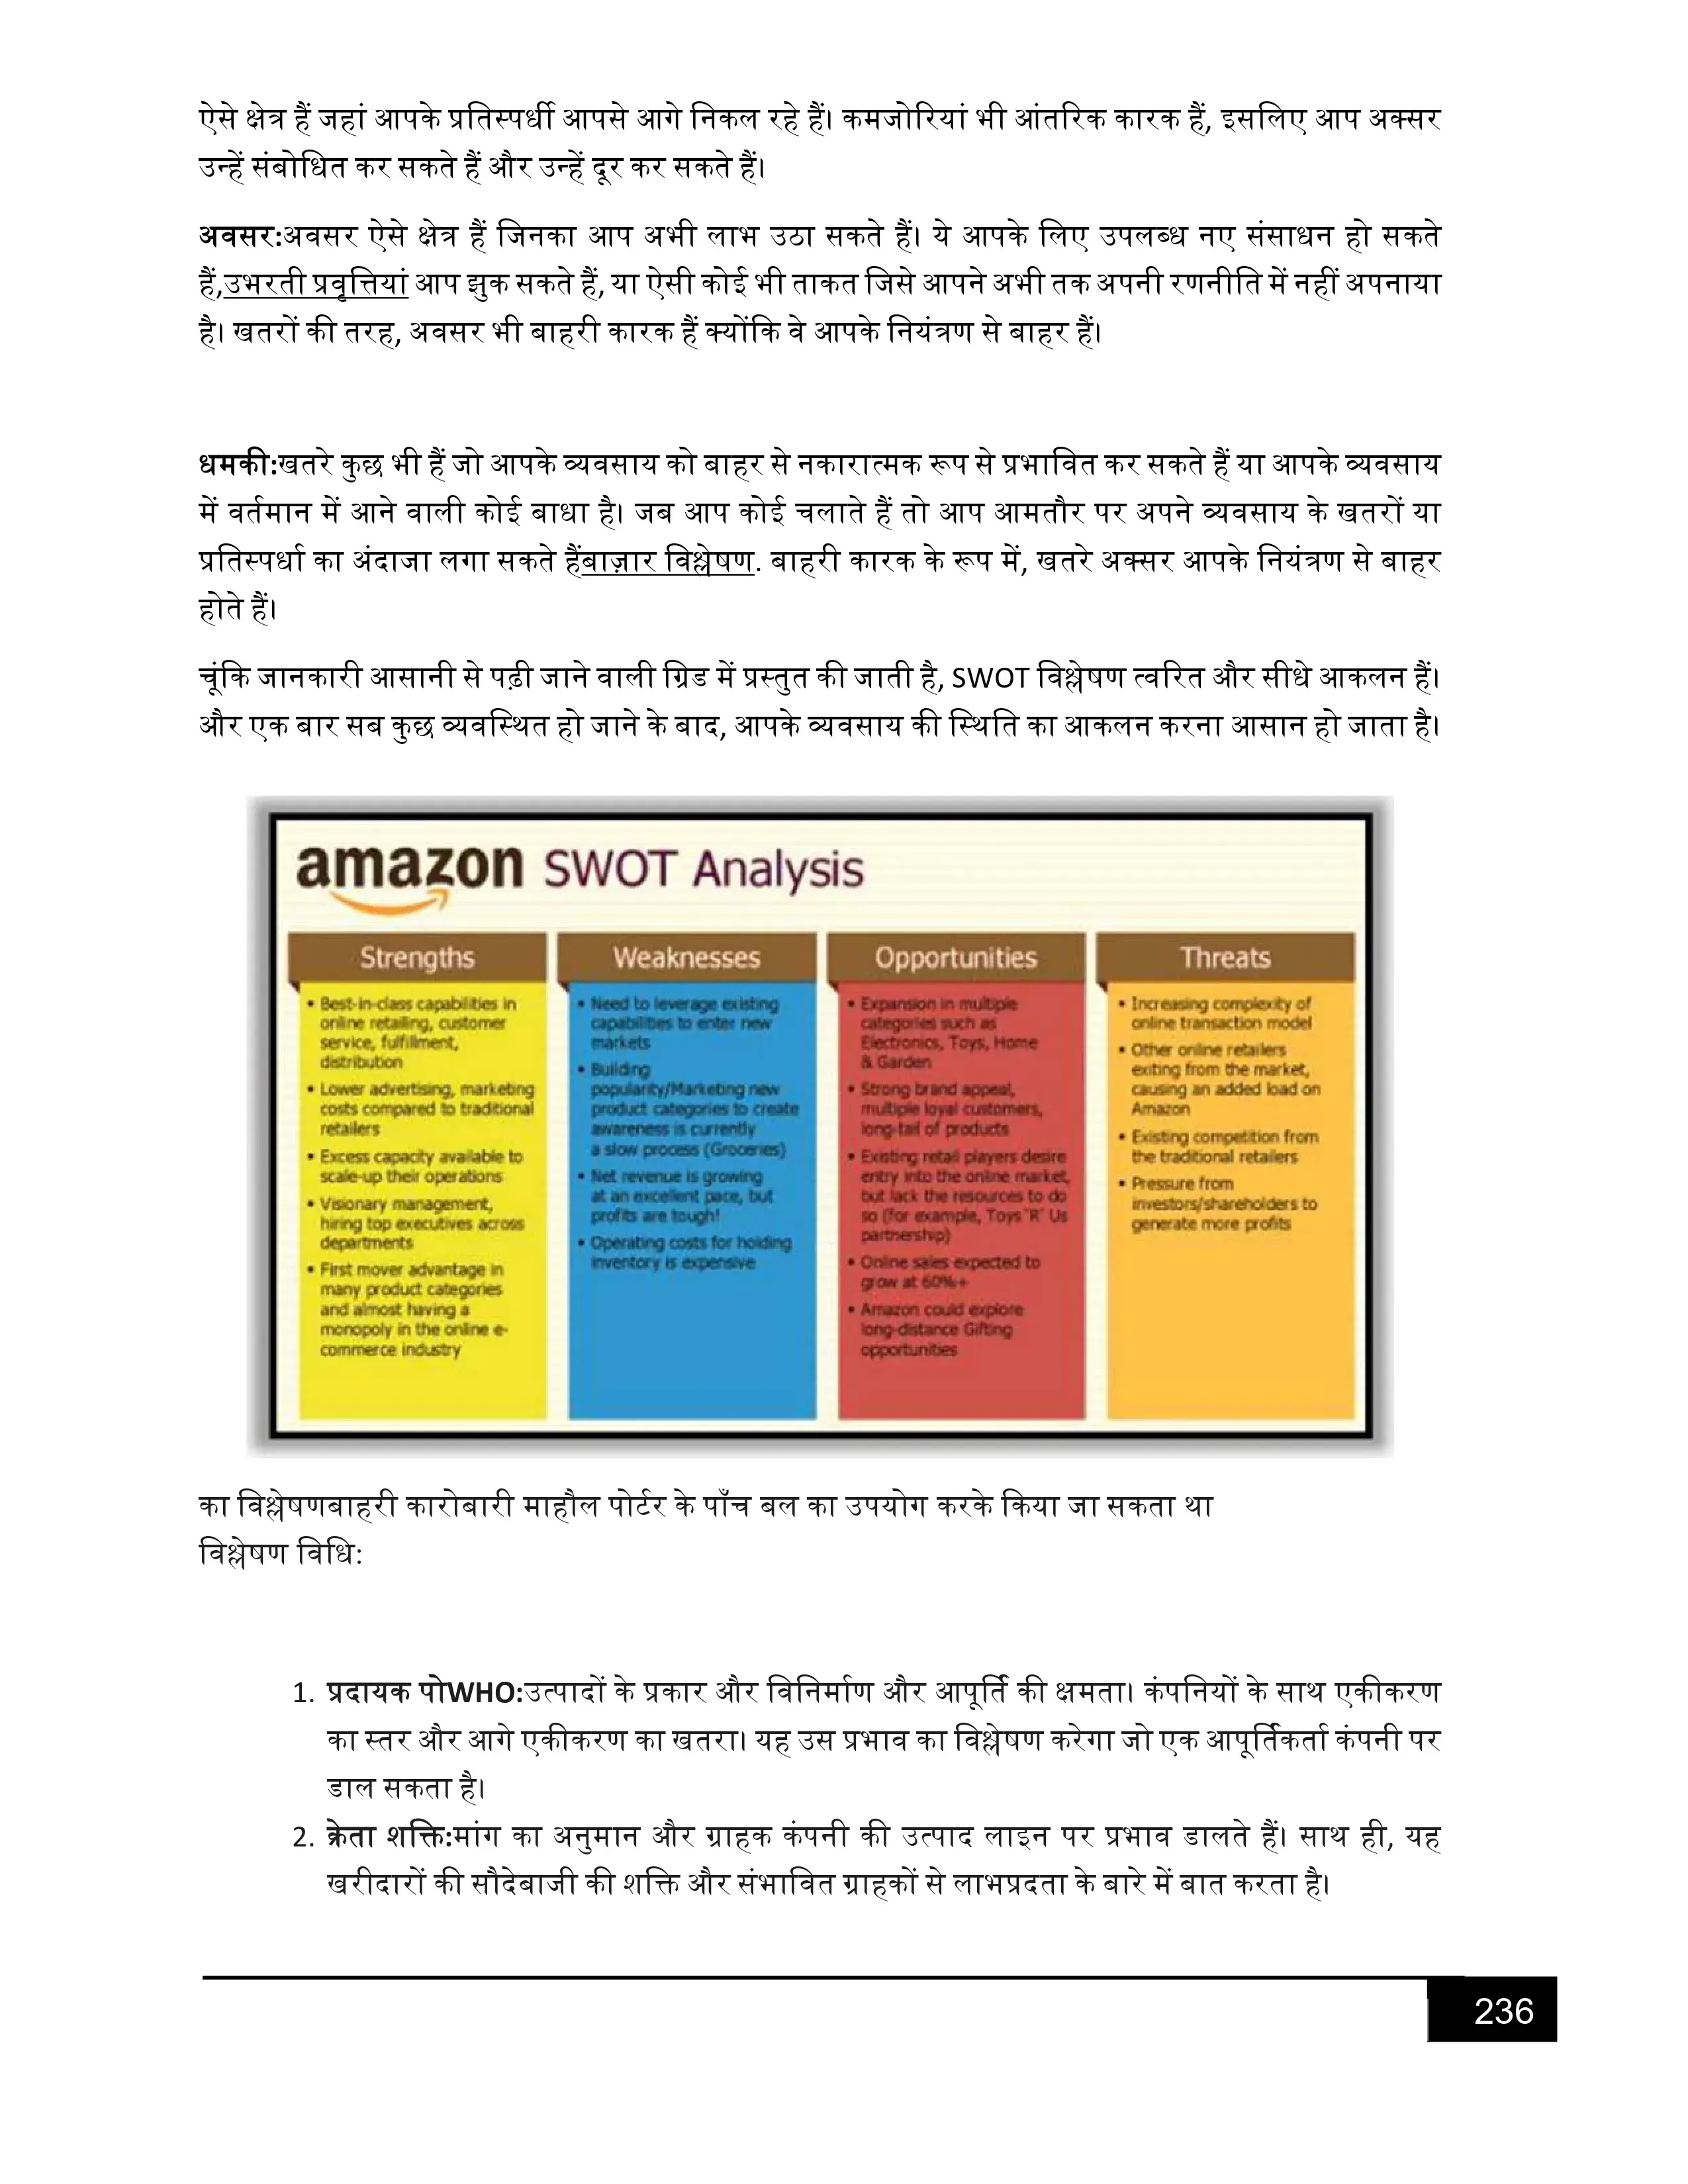 ऐसे क्षेत्र हैं जहां आपके प्रतिस्पर्धी आपसे आगे निकल रहे हैं। कमजोरियां भी आंतरिक कारक हैं, इसलिए आप अक्सर
उन्हें संबोधित कर सकते हैं और उन्हें दूर कर सकते हैं।
अवसर:अवसर ऐसे क्षेत्र हैं जिनका आप अभी लाभ उठा सकते हैं। ये आपके लिए उपलब्ध नए संसाधन हो सकते
हैं,उभरती प्रवृत्तियां आप झुक सकते हैं, या ऐसी कोई भी ताकत जिसे आपने अभी तक अपनी रणनीति में नहीं अपनाया
है। खतरों की तरह, अवसर भी बाहरी कारक हैं क्योंकि वे आपके नियंत्रण से बाहर हैं।
धमकी:खतरे कुछ भी हैं जो आपके व्यवसाय को बाहर से नकारात्मक रूप से प्रभावित कर सकते हैं या आपके व्यवसाय
में वर्तमान में आने वाली कोई बाधा है। जब आप कोई चलाते हैं तो आप आमतौर पर अपने व्यवसाय के खतरों या
प्रतिस्पर्धा का अंदाजा लगा सकते हैंबाज़ार विश्लेषण. बाहरी कारक के रूप में, खतरे अक्सर आपके नियंत्रण से बाहर
होते हैं।
चूंकि जानकारी आसानी से पढ़ी जाने वाली ग्रिड में प्रस्तुत की जाती है, SWOT विश्लेषण त्वरित और सीधे आकलन हैं।
और एक बार सब कुछ व्यवस्थित हो जाने के बाद, आपके व्यवसाय की स्थिति का आकलन करना आसान हो जाता है।
amazon SWOT Analysis
Strengths
• Best-in-class capabilities in
online retailing, customer
service, fulfillment,
distribution
• Lower advertising, marketing
costs compared to traditional
retailers
• Excess capacity available to
scale-up their operations
• Visionary management,
hiring top executives across
departments
• First mover advantage in
many product categories
and almost having a
monopoly in the online e-
commerce industry
Weaknesses
• Need to leverage existing
capabilities to enter new
markets
• Building
popularity/Marketing new
product categories to create
awareness is currently
a slow process (Groceries)
• Net revenue is growing
at an excellent pace, but
profits are tough!
• Operating costs for holding
inventory is expensive
Opportunities
• Expansion in multiple
categories such as
Electronics, Toys, Home
& Garden
• Strong brand appeal,
multiple loyal customers,
long-tail of products
• Existing retail players desire
entry into the online market,
but lack the resources to do
so (for example, Toys 'R' Us
partnership)
• Online sales expected to
grow at 60%+
• Amazon could explore
long-distance Gifting
opportunities
Threats
• Increasing complexity of
online transaction model
• Other online retailers
exiting from the market,
causing an added load on
Amazon
• Existing competition from
the traditional retailers
• Pressure from
investors/shareholders to
generate more profits
का विश्लेषणबाहरी कारोबारी माहौल पोर्टर के पाँच बल का उपयोग करके किया जा सकता था
विश्लेषण विधि:
1. प्रदायक पोWHO:उत्पादों के प्रकार और विनिर्माण और आपूर्ति की क्षमता। कंपनियों के साथ एकीकरण
का स्तर और आगे एकीकरण का खतरा। यह उस प्रभाव का विश्लेषण करेगा जो एक आपूर्तिकर्ता कंपनी पर
डाल सकता है।
2. क्रेता शक्ति:मांग का अनुमान और ग्राहक कंपनी की उत्पाद लाइन पर प्रभाव डालते हैं। साथ ही, यह
खरीदारों की सौदेबाजी की शक्ति और संभावित ग्राहकों से लाभप्रदता के बारे में बात करता है।
236